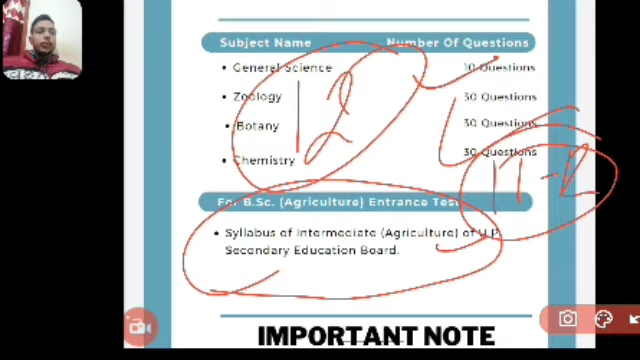 Subject Name Number Of Questions
• General Science 10 Questions
• Zoology 30 Questions
• Botany 30 Questions
• Chemistry 30 Questions
12
For B.Sc. (Agriculture) Entrance Test
• Syllabus of Intermediate (Agriculture) of U.P.
Secondary Education Board.
IMPORTANT NOTE